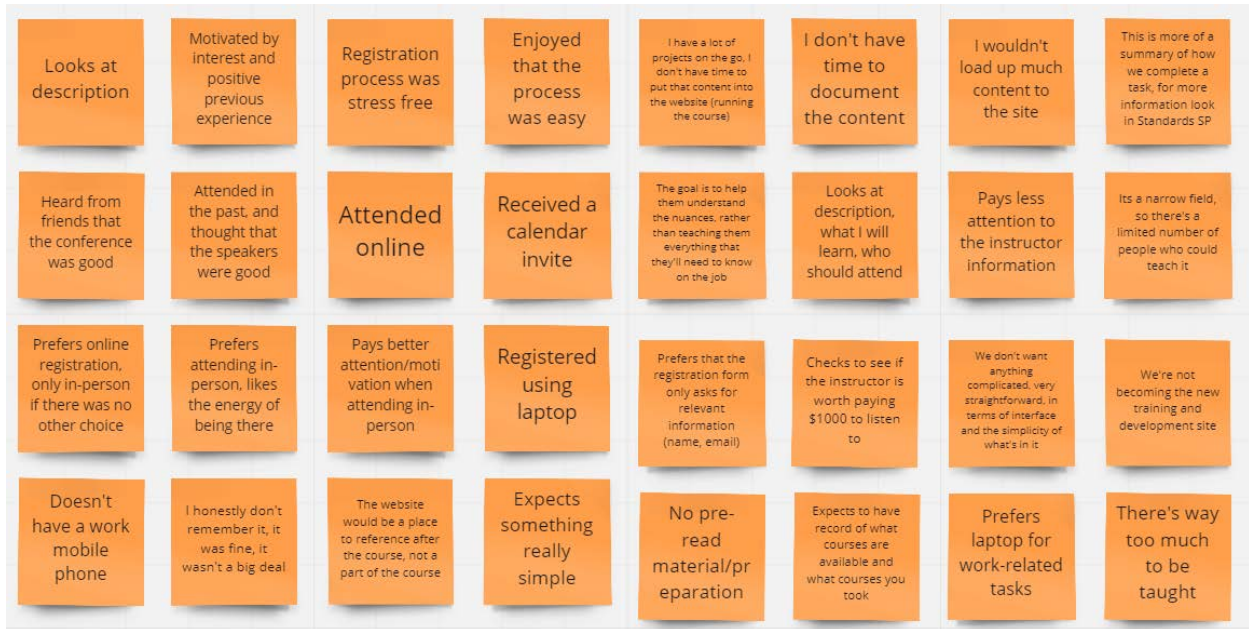 Looks at
description
Motivated by
interest and
positive
previous
experience
Registration
process was
stress free
Enjoyed
that the
process
was easy
I have a lot of
projects on the go, I
don't have time to
put that content into
the website (running
the course)
I don't have
time to
document
the content
I wouldn't
load up much
content to
the site
This is more of a
summary of how
we complete a
task, for more
information look
in Standards SP
Heard from
friends that
the conference
was good
Attended in
the past, and
thought that
the speakers
were good
Attended
online
Received a
calendar
invite
The goal is to help
them understand
the nuances, rather
than teaching them
everything that
they'll need to know
on the job
Looks at
description,
what I will
learn, who
should attend
Pays less
attention to
the instructor
information
Its a narrow field,
so there's a
limited number of
people who could
teach it
Prefers online
registration,
only in-person
if there was no
other choice
Prefers
attending in-
person, likes
the energy of
being there
Pays better
attention/moti
vation when
attending in-
person
Registered
using
laptop
Prefers that the
registration form
only asks for
relevant
information
(name, email)
Checks to see if
the instructor is
worth paying
$1000 to listen
to
We don't want
anything
complicated, very
straightforward, in
terms of interface
and the simplicity of
what's in it
We're not
becoming the new
training and
development site
Doesn't
have a work
mobile
phone
I honestly don't
remember it, it
was fine, it
wasn't a big deal
The website
would be a place
to reference after
the course, not a
part of the course
Expects
something
really
simple
No pre-
read
material/pr
eparation
Expects to have
record of what
courses are
available and
what courses you
took
Prefers
laptop for
work-related
tasks
There's way
too much
to be
taught